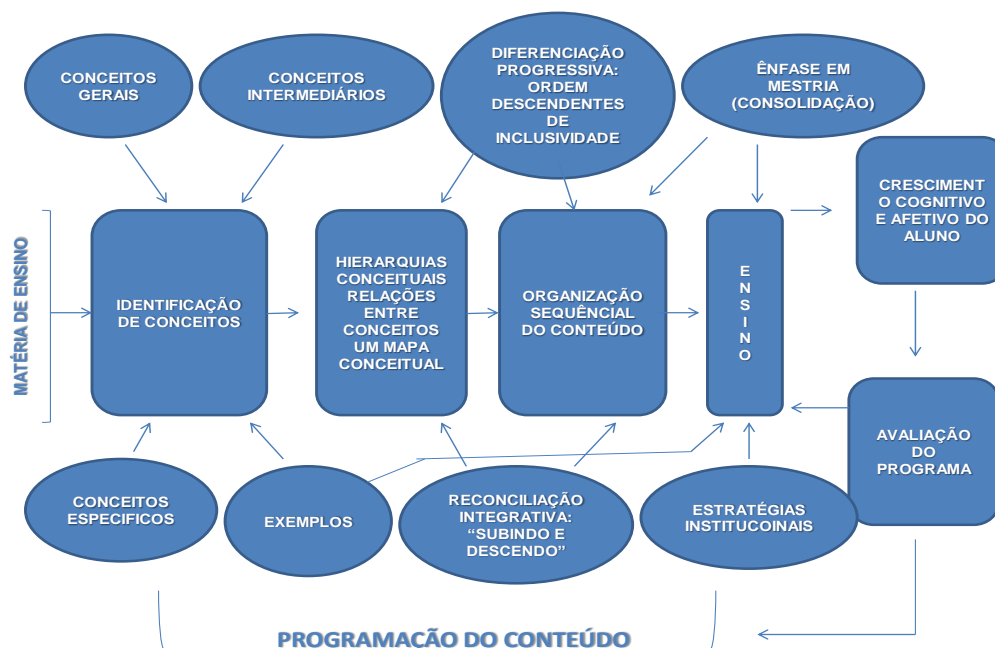 CONCEITOS
GERAIS
CONCEITOS
INTERMEDIÁRIOS
DIFERENCIAÇÃO
PROGRESSIVA:
ORDEM
DESCENDENTES
DE
INCLUSIVIDADE
ÊNFASE EM
MESTRIA
(CONSOLIDAÇÃO)
MATÉRIA DE ENSINO
IDENTIFICAÇÃO
DE CONCEITOS
HIERARQUIAS
CONCEITUAIS
RELAÇÕES
ENTRE
CONCEITOS
UM MAPA
CONCEITUAL
ORGANIZAÇÃO
SEQUÊNCIAL
DO CONTEÚDO
E
N
S
I
N
O
CRESCIMENT
O COGNITIVO
E AFETIVO DO
ALUNO
AVALIAÇÃO
DO
PROGRAMA
CONCEITOS
ESPECIFICOS
EXEMPLOS
RECONCILIAÇÃO
INTEGRATIVA:
“SUBINDO E
DESCENDO”
ESTRATÉGIAS
INSTITUCOINAIS
PROGRAMAÇÃO DO CONTEÚDO